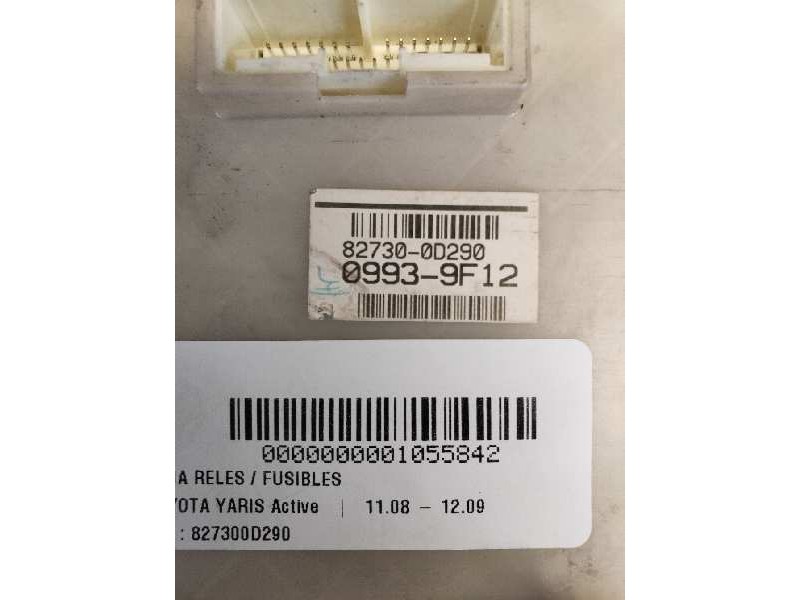 82730-0D290
0993-9F12
0000000001055842
A RELES / FUSIBLES
YOTA YARIS Active | 11.08 - 12.09
: 827300D290